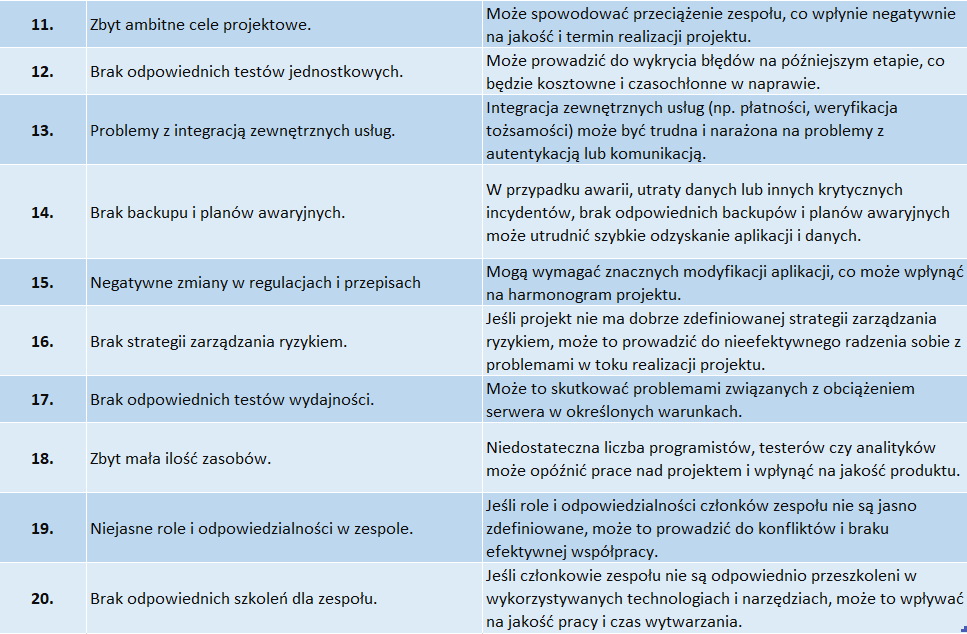 11. Zbyt ambitne cele projektowe. Może spowodować przeciążenie zespołu, co wpłynie negatywnie
na jakość i termin realizacji projektu.
12. Brak odpowiednich testów jednostkowych. Może prowadzić do wykrycia błędów na późniejszym etapie, co
będzie kosztowne i czasochłonne w naprawie.
13. Problemy z integracją zewnętrznych usług. Integracja zewnętrznych usług (np. płatności, weryfikacja
tożsamości) może być trudna i narażona na problemy z
autentykacją lub komunikacją.
14. Brak backupu i planów awaryjnych. W przypadku awarii, utraty danych lub innych krytycznych
incydentów, brak odpowiednich backupów i planów awaryjnych
może utrudnić szybkie odzyskanie aplikacji i danych.
15. Negatywne zmiany w regulacjach i przepisach Mogą wymagać znacznych modyfikacji aplikacji, co może wpłynąć
na harmonogram projektu.
16. Brak strategii zarządzania ryzykiem. Jeśli projekt nie ma dobrze zdefiniowanej strategii zarządzania
ryzykiem, może to prowadzić do nieefektywnego radzenia sobie z
problemami w toku realizacji projektu.
17. Brak odpowiednich testów wydajności. Może to skutkować problemami związanych z obciążeniem
serwera w określonych warunkach.
18. Zbyt mała ilość zasobów. Niedostateczna liczba programistów, testerów czy analityków
może opóźnić prace nad projektem i wpłynąć na jakość produktu.
19. Niejasne role i odpowiedzialności w zespole. Jeśli role i odpowiedzialności członków zespołu nie są jasno
zdefiniowane, może to prowadzić do konfliktów i braku
efektywnej współpracy.
20. Brak odpowiednich szkoleń dla zespołu. Jeśli członkowie zespołu nie są odpowiednio przeszkoleni w
wykorzystywanych technologiach i narzędziach, może to wpływać
na jakość pracy i czas wytwarzania.